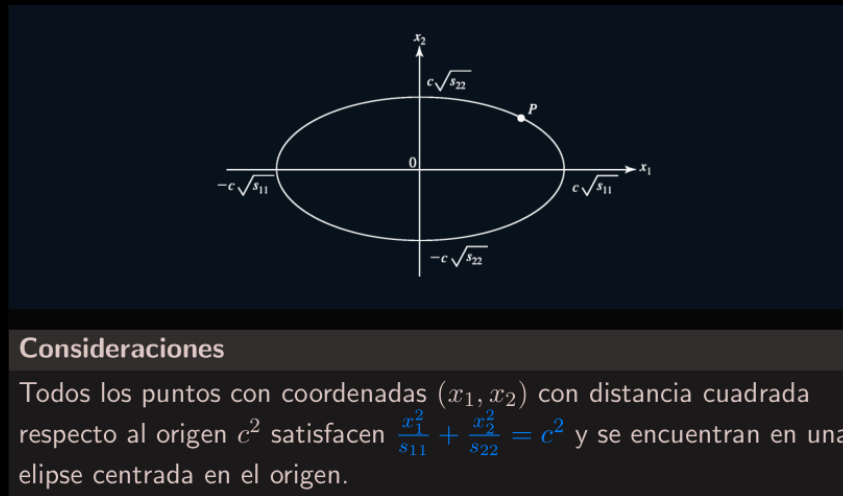 x₂
c√s₂₂
P
0
x₁
−c√s₁₁
c√s₁₁
−c√s₂₂
Consideraciones
Todos los puntos con coordenadas (x₁, x₂) con distancia cuadrada
respecto al origen c² satisfacen x₁²/s₁₁ + x₂²/s₂₂ = c² y se encuentran en una
elipse centrada en el origen.